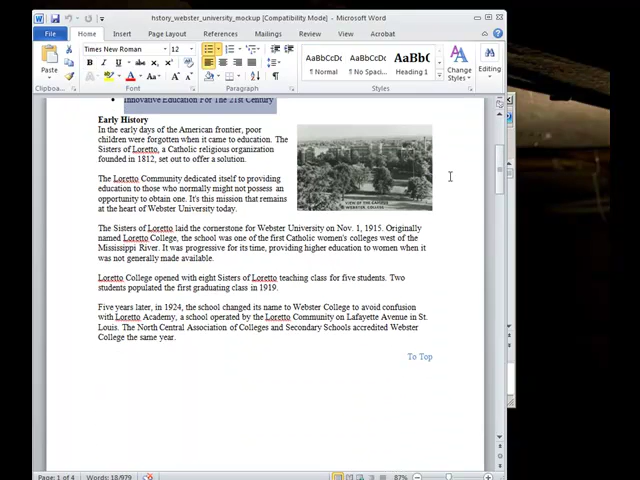 hstory_webster_university_mockup [Compatibility Mode] - Microsoft Word
File Home Insert Page Layout References Mailings Review View Acrobat
Times New Roman 12
Paste
B I U abc x₂ x²
AaBbCcDc AaBbCcDc AaBbC
¶ Normal ¶ No Spaci... Heading 1
Change Styles
Editing
Clipboard Font Paragraph Styles
Innovative Education For The 21st Century
Early History
In the early days of the American frontier, poor
children were forgotten when it came to education. The
Sisters of Loretto, a Catholic religious organization
founded in 1812, set out to offer a solution.
The Loretto Community dedicated itself to providing
education to those who normally might not possess an
opportunity to obtain one. It's this mission that remains
at the heart of Webster University today.
VIEW OF THE CAMPUS
WEBSTER COLLEGE
The Sisters of Loretto laid the cornerstone for Webster University on Nov. 1, 1915. Originally
named Loretto College, the school was one of the first Catholic women's colleges west of the
Mississippi River. It was progressive for its time, providing higher education to women when it
was not generally made available.
Loretto College opened with eight Sisters of Loretto teaching class for five students. Two
students populated the first graduating class in 1919.
Five years later, in 1924, the school changed its name to Webster College to avoid confusion
with Loretto Academy, a school operated by the Loretto Community on Lafayette Avenue in St.
Louis. The North Central Association of Colleges and Secondary Schools accredited Webster
College the same year.
To Top
Page: 1 of 4 Words: 18/979 87%